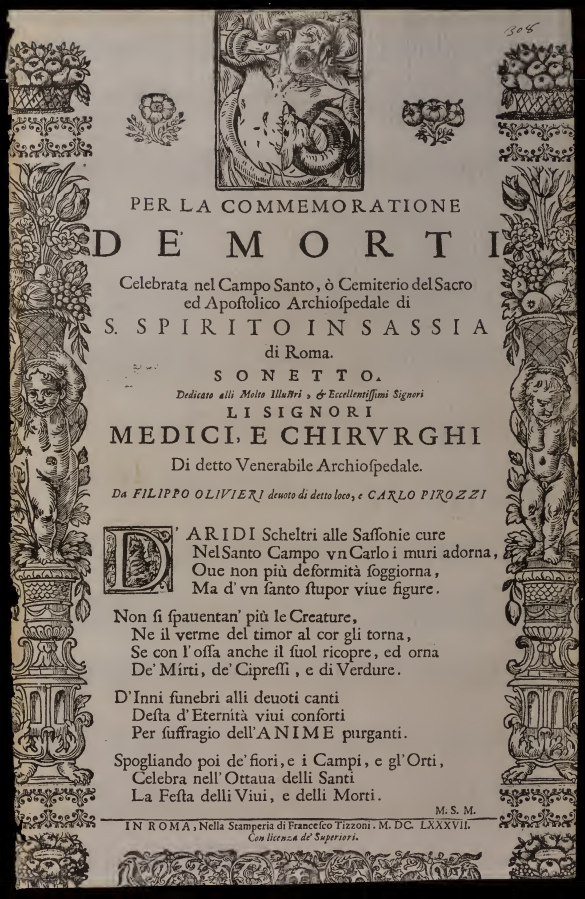 308
PER LA COMMEMORATIONE
DE' MORTI
Celebrata nel Campo Santo, ò Cemiterio del Sacro
ed Apoſtolico Archioſpedale di
S. SPIRITO IN SASSIA
di Roma.
SONETTO.
Dedicato alli Molto Illuſtri, & Eccellentiſſimi Signori
LI SIGNORI
MEDICI, E CHIRVRGHI
Di detto Venerabile Archioſpedale.
Da FILIPPO OLIVIERI deuoto di detto loco, e CARLO PIROZZI
D'ARIDI Scheltri alle Saſſonie cure
Nel Santo Campo vn Carlo i muri adorna,
Oue non più deformità ſoggiorna,
Ma d' vn ſanto ſtupor viue figure.
Non ſi ſpauentan' più le Creature,
Ne il verme del timor al cor gli torna,
Se con l'oſſa anche il ſuol ricopre, ed orna
De' Mirti, de' Cipreſſi, e di Verdure.
D'Inni funebri alli deuoti canti
Deſta d'Eternità viui conforti
Per ſuffragio dell'ANIME purganti.
Spogliando poi de' fiori, e i Campi, e gl'Orti,
Celebra nell'Ottaua delli Santi
La Feſta delli Viui, e delli Morti.
M. S. M.
IN ROMA, Nella Stamperia di Franceſco Tizzoni. M. DC. LXXXVII.
Con licenza de' Superiori.